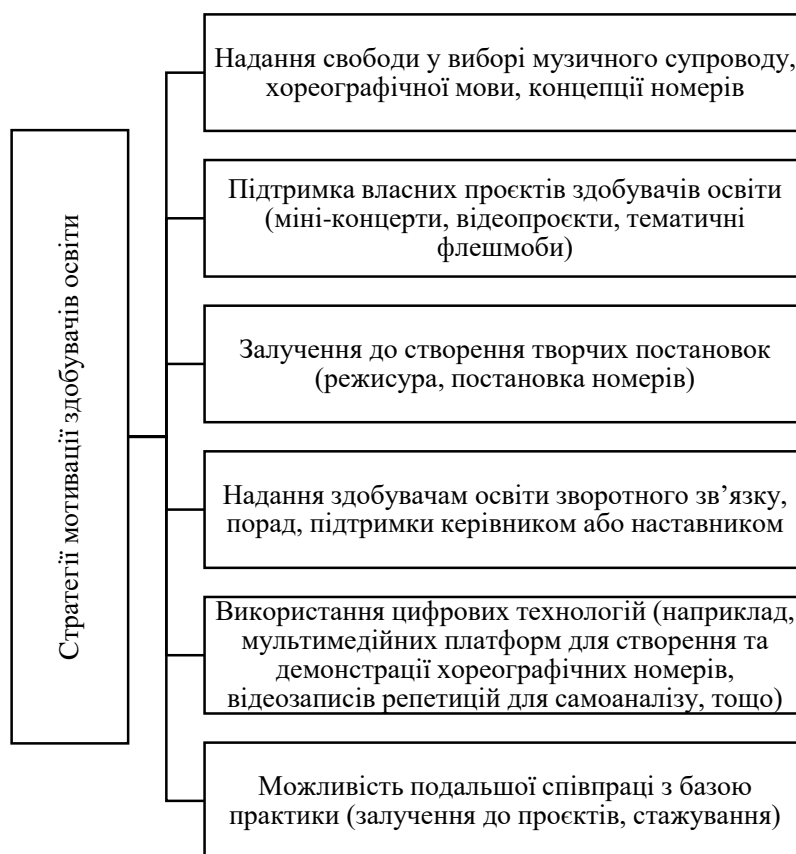 Стратегії мотивації здобувачів освіти
Надання свободи у виборі музичного супроводу,
хореографічної мови, концепції номерів
Підтримка власних проєктів здобувачів освіти
(міні-концерти, відеопроєкти, тематичні
флешмоби)
Залучення до створення творчих постановок
(режисура, постановка номерів)
Надання здобувачам освіти зворотного зв’язку,
порад, підтримки керівником або наставником
Використання цифрових технологій (наприклад,
мультимедійних платформ для створення та
демонстрації хореографічних номерів,
відеозаписів репетицій для самоаналізу, тощо)
Можливість подальшої співпраці з базою
практики (залучення до проєктів, стажування)